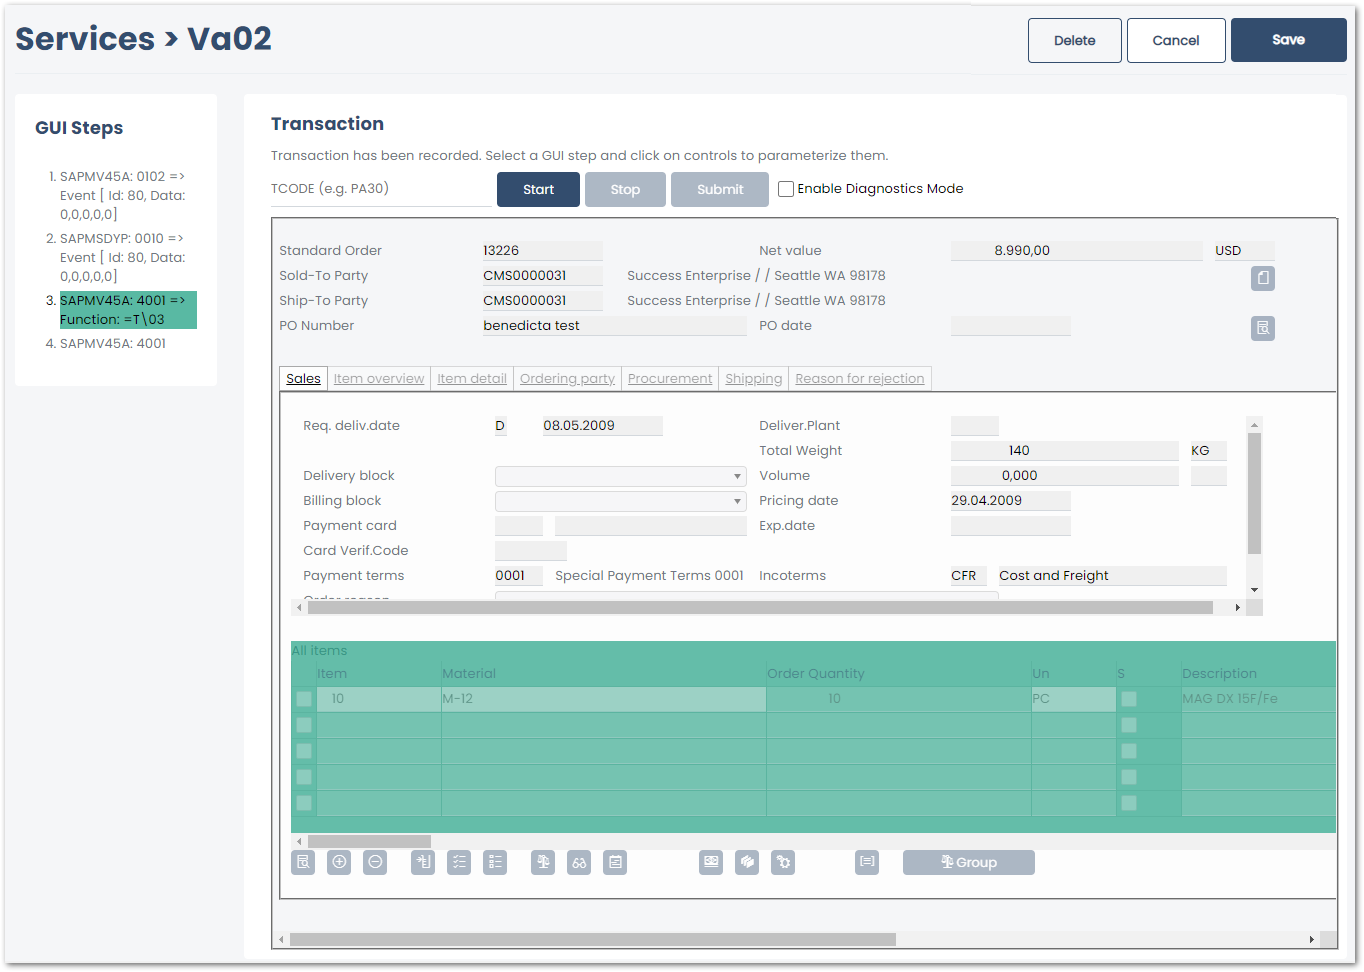 Services > Va02
Delete
Cancel
Save
GUI Steps
1. SAPMV45A: 0102 =>
Event [ Id: 80, Data:
0,0,0,0,0]
2. SAPMSDYP: 0010 =>
Event [ Id: 80, Data:
0,0,0,0,0]
3. SAPMV45A: 4001 =>
Function: =T\03
4. SAPMV45A: 4001
Transaction
Transaction has been recorded. Select a GUI step and click on controls to parameterize them.
TCODE (e.g. PA30)
Start
Stop
Submit
Enable Diagnostics Mode
Standard Order 13226 Net value 8.990,00 USD
Sold-To Party CMS0000031 Success Enterprise / / Seattle WA 98178
Ship-To Party CMS0000031 Success Enterprise / / Seattle WA 98178
PO Number benedicta test PO date
Sales Item overview Item detail Ordering party Procurement Shipping Reason for rejection
Req. deliv.date D 08.05.2009 Deliver.Plant
Total Weight 140 KG
Delivery block Volume 0,000
Billing block Pricing date 29.04.2009
Payment card Exp.date
Card Verif.Code
Payment terms 0001 Special Payment Terms 0001 Incoterms CFR Cost and Freight
Order reason
All items
Item Material Order Quantity Un S Description
10 M-12 10 PC MAG DX 15F/Fe
Group